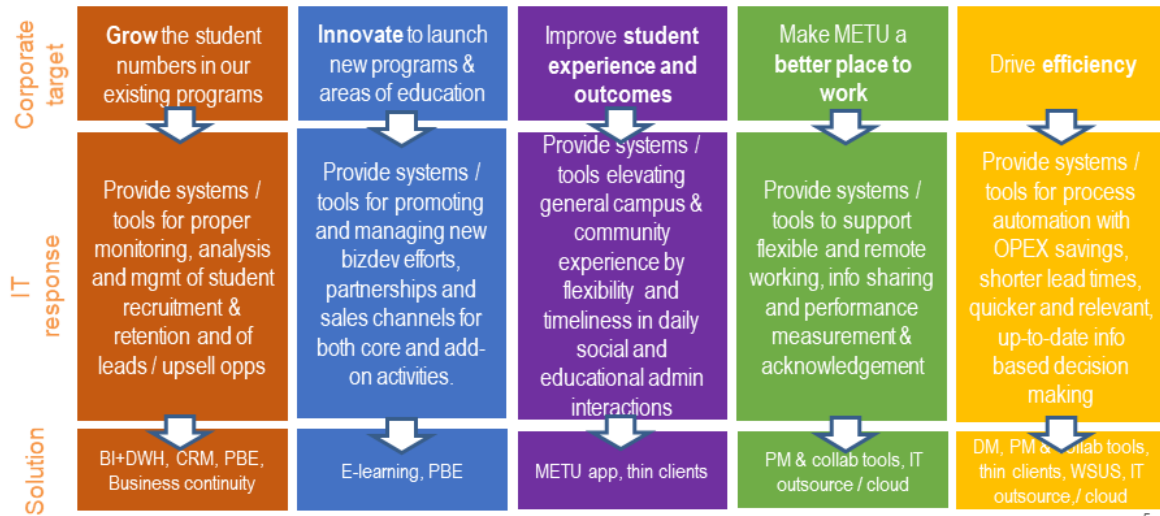 Corporate
target
Grow the student
numbers in our
existing programs
Innovate to launch
new programs &
areas of education
Improve student
experience and
outcomes
Make METU a
better place to
work
Drive efficiency
IT
response
Provide systems /
tools for proper
monitoring, analysis
and mgmt of student
recruitment &
retention and of
leads / upsell opps
Provide systems /
tools for promoting
and managing new
bizdev efforts,
partnerships and
sales channels for
both core and add-
on activities.
Provide systems /
tools elevating
general campus &
community
experience by
flexibility and
timeliness in daily
social and
educational admin
interactions
Provide systems /
tools to support
flexible and remote
working, info sharing
and performance
measurement &
acknowledgement
Provide systems /
tools for process
automation with
OPEX savings,
shorter lead times,
quicker and relevant,
up-to-date info
based decision
making
Solution
BI+DWH, CRM, PBE,
Business continuity
E-learning, PBE
METU app, thin clients
PM & collab tools, IT
outsource / cloud
DM, PM & collab tools,
thin clients, WSUS, IT
outsource,/ cloud